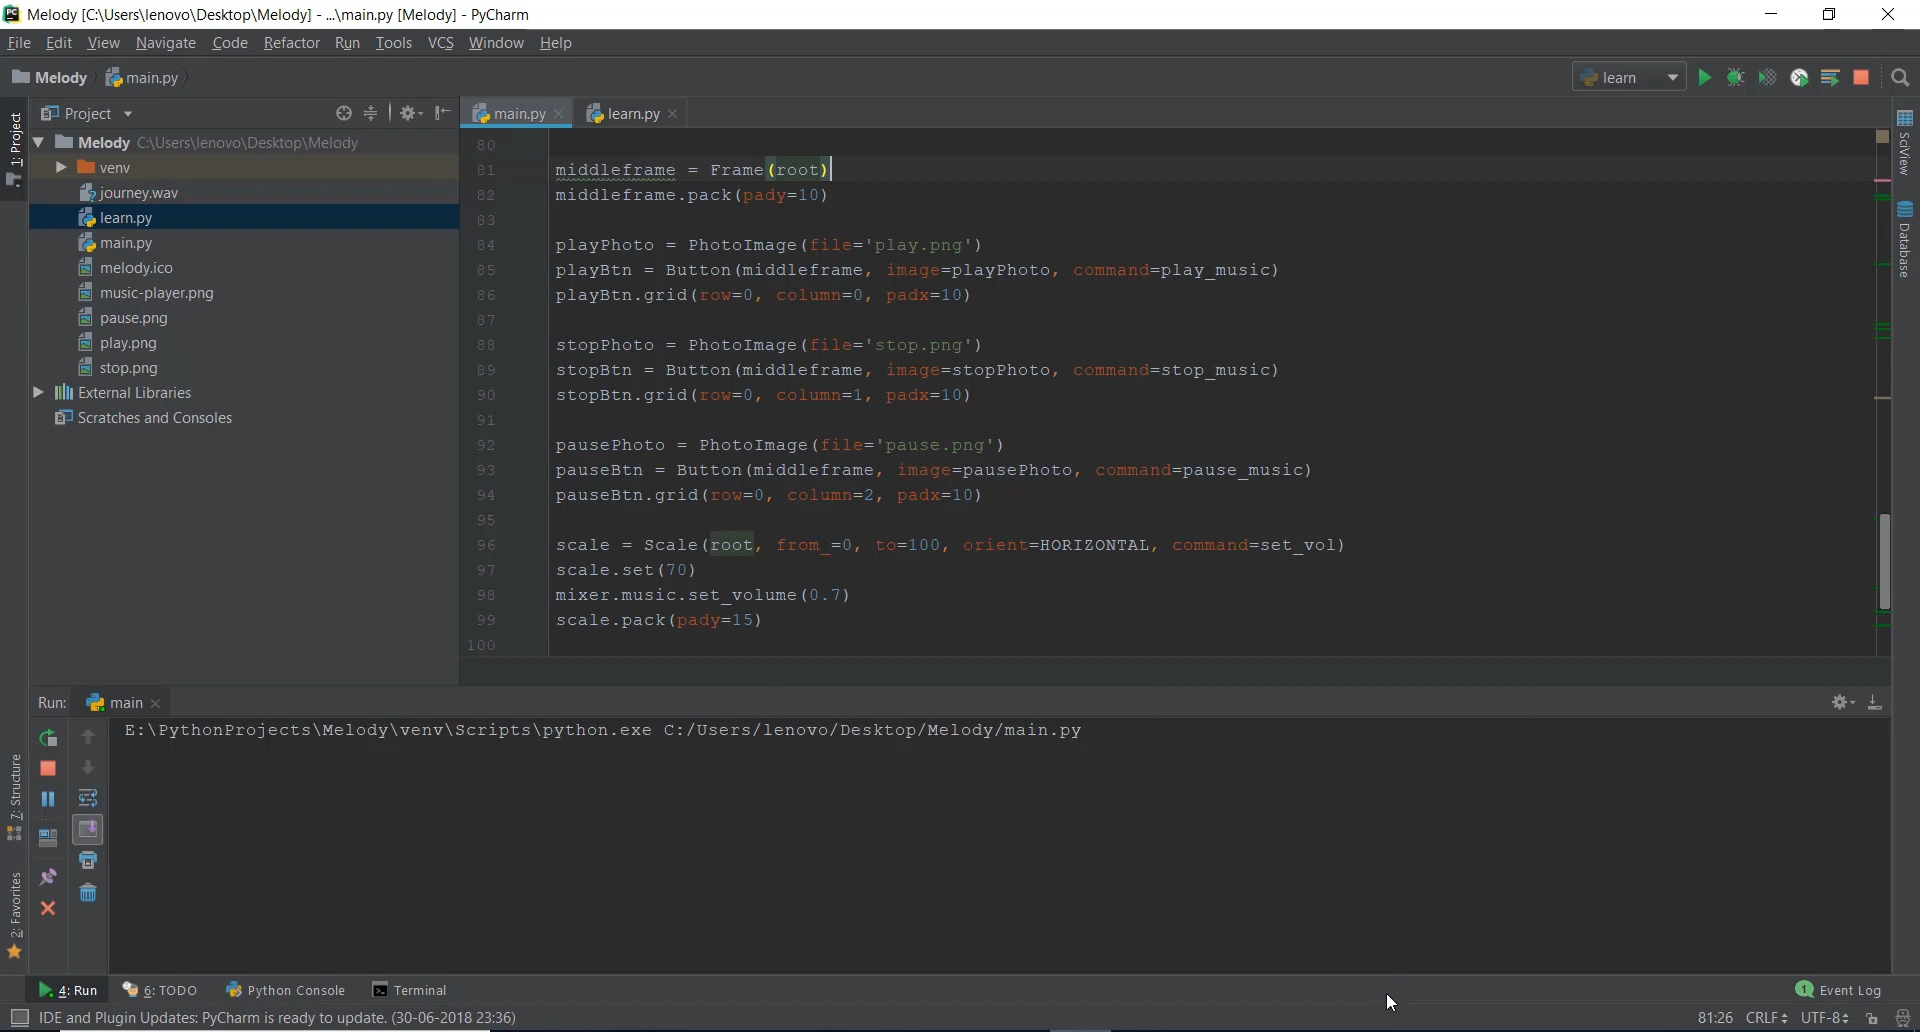 Melody [C:\Users\lenovo\Desktop\Melody] - ...\main.py [Melody] - PyCharm
File Edit View Navigate Code Refactor Run Tools VCS Window Help
Melody main.py learn
Project main.py learn.py
1: Project
Melody C:\Users\lenovo\Desktop\Melody
venv
journey.wav
learn.py
main.py
melody.ico
music-player.png
pause.png
play.png
stop.png
External Libraries
Scratches and Consoles
80
81 middleframe = Frame(root)
82 middleframe.pack(pady=10)
83
84 playPhoto = PhotoImage(file='play.png')
85 playBtn = Button(middleframe, image=playPhoto, command=play_music)
86 playBtn.grid(row=0, column=0, padx=10)
87
88 stopPhoto = PhotoImage(file='stop.png')
89 stopBtn = Button(middleframe, image=stopPhoto, command=stop_music)
90 stopBtn.grid(row=0, column=1, padx=10)
91
92 pausePhoto = PhotoImage(file='pause.png')
93 pauseBtn = Button(middleframe, image=pausePhoto, command=pause_music)
94 pauseBtn.grid(row=0, column=2, padx=10)
95
96 scale = Scale(root, from_=0, to=100, orient=HORIZONTAL, command=set_vol)
97 scale.set(70)
98 mixer.music.set_volume(0.7)
99 scale.pack(pady=15)
100
SciView
Database
Run: main
E:\PythonProjects\Melody\venv\Scripts\python.exe C:/Users/lenovo/Desktop/Melody/main.py
7: Structure
2: Favorites
4: Run 6: TODO Python Console Terminal 1 Event Log
IDE and Plugin Updates: PyCharm is ready to update. (30-06-2018 23:36) 81:26 CRLF UTF-8